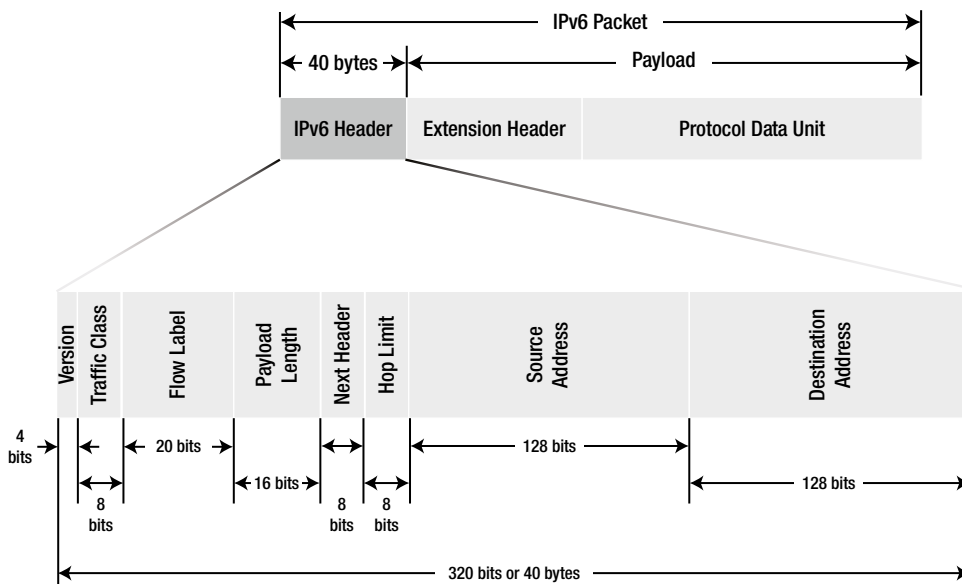 IPv6 Packet
40 bytes
Payload
IPv6 Header
Extension Header
Protocol Data Unit
Version
Traffic Class
Flow Label
Payload
Length
Next Header
Hop Limit
Source
Address
Destination
Address
4
bits
20 bits
128 bits
8
bits
16 bits
8
bits
8
bits
128 bits
320 bits or 40 bytes